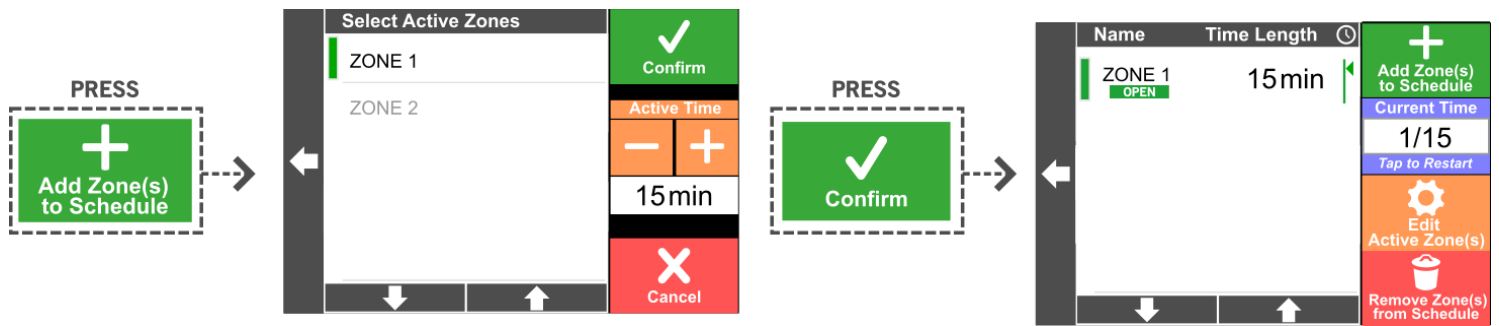 PRESS
Add Zone(s)
to Schedule
Select Active Zones
ZONE 1
ZONE 2
Confirm
Active Time
15min
Cancel
PRESS
Confirm
Name Time Length
ZONE 1 15min
OPEN
Add Zone(s)
to Schedule
Current Time
1/15
Tap to Restart
Edit
Active Zone(s)
Remove Zone(s)
from Schedule